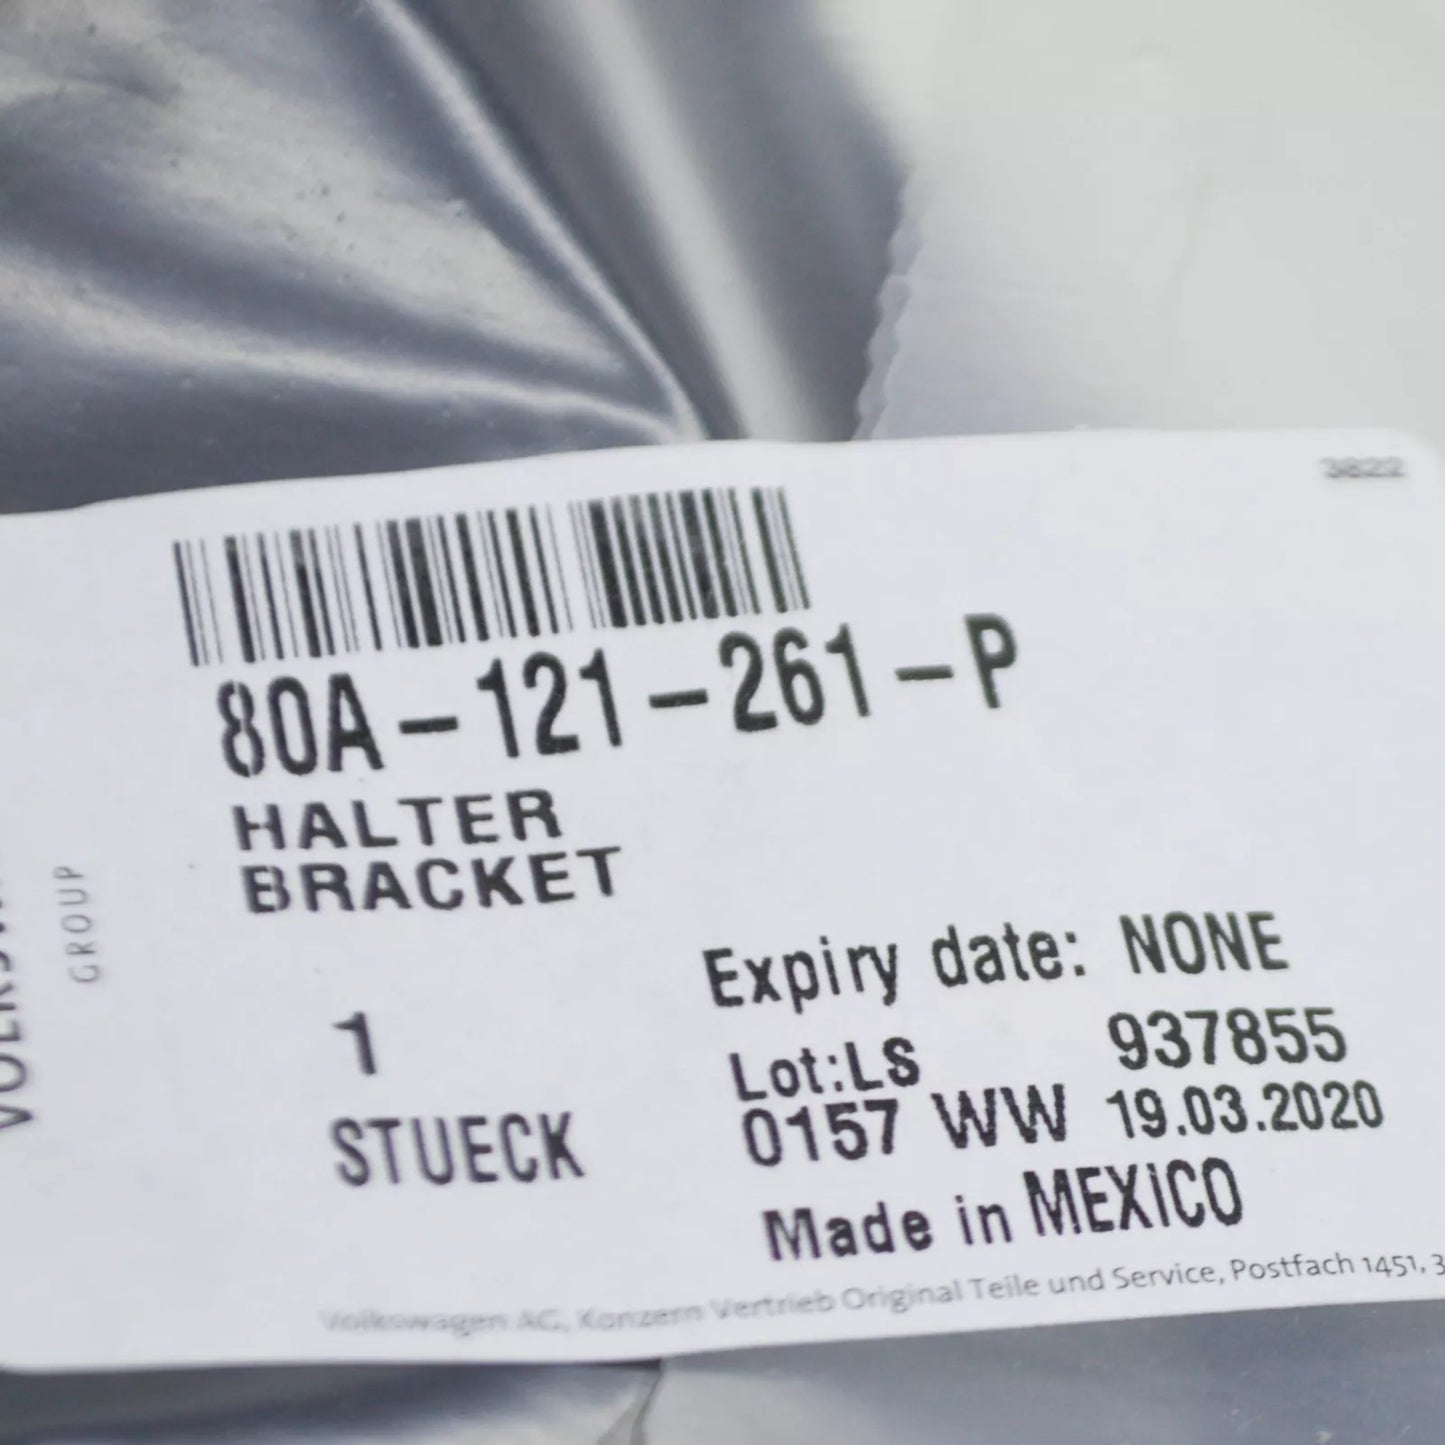 3822
80A-121-261-P
HALTER
BRACKET
GROUP
Expiry date: NONE
1
Lot:LS 937855
STUECK
0157 WW 19.03.2020
Made in MEXICO
Volkswagen AG, Konzern Vertrieb Original Teile und Service, Postfach 1451, 3